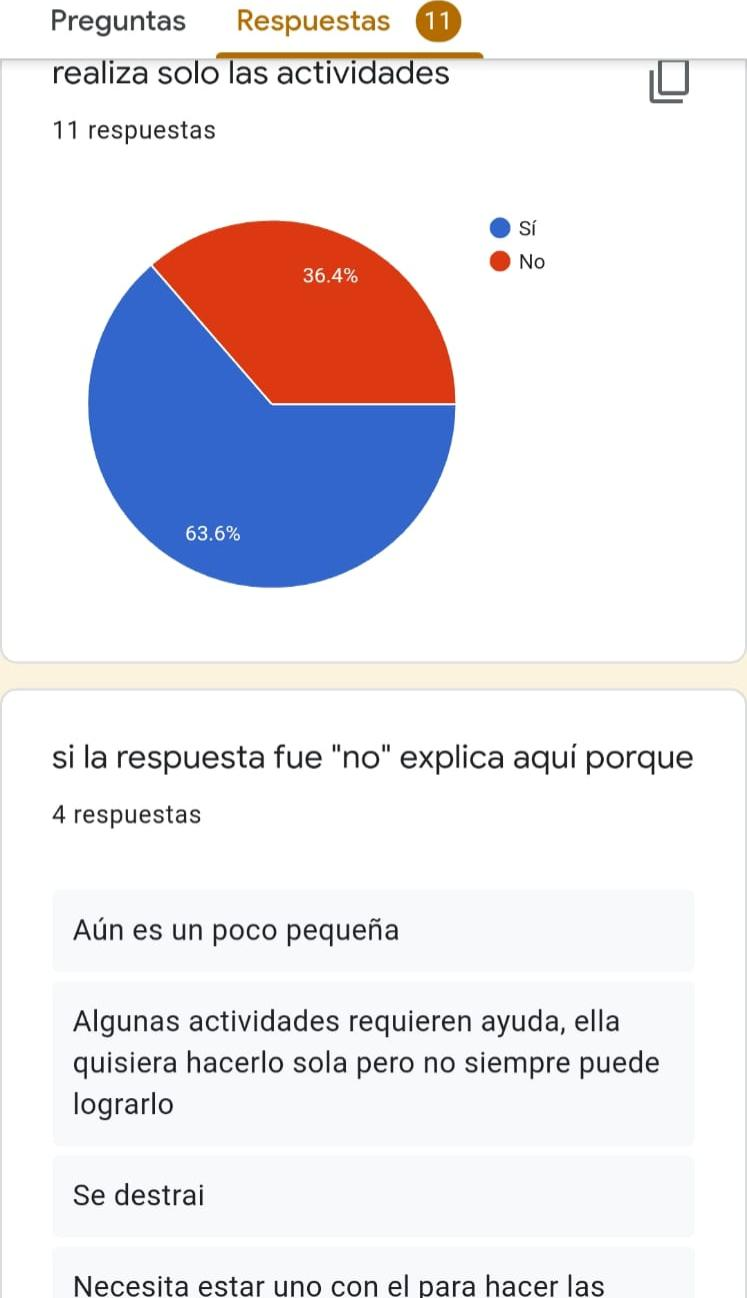 Preguntas
Respuestas
11
realiza solo las actividades
11 respuestas
Sí
No
36.4%
63.6%
si la respuesta fue "no" explica aquí porque
4 respuestas
Aún es un poco pequeña
Algunas actividades requieren ayuda, ella
quisiera hacerlo sola pero no siempre puede
lograrlo
Se destrai
Necesita estar uno con el para hacer las